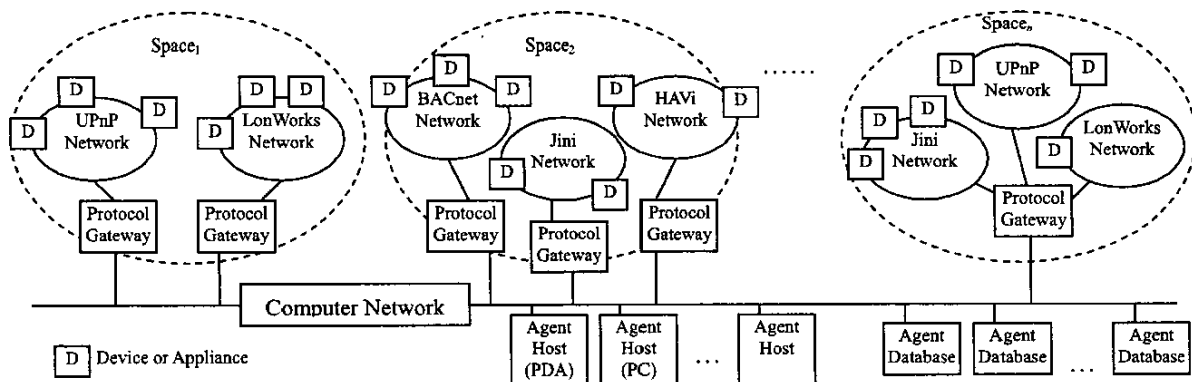 Space1
D
D
D
UPnP
Network
D
D
D
LonWorks
Network
Protocol
Gateway
Protocol
Gateway
Space2
D
D
D
BACnet
Network
Jini
Network
D
D
HAVi
Network
D
D
Protocol
Gateway
Protocol
Gateway
Protocol
Gateway
........
Spacen
D
D
UPnP
Network
D
D
D
Jini
Network
LonWorks
Network
D
Protocol
Gateway
Computer Network
D Device or Appliance
Agent
Host
(PDA)
Agent
Host
(PC)
...
Agent
Host
Agent
Database
Agent
Database
...
Agent
Database